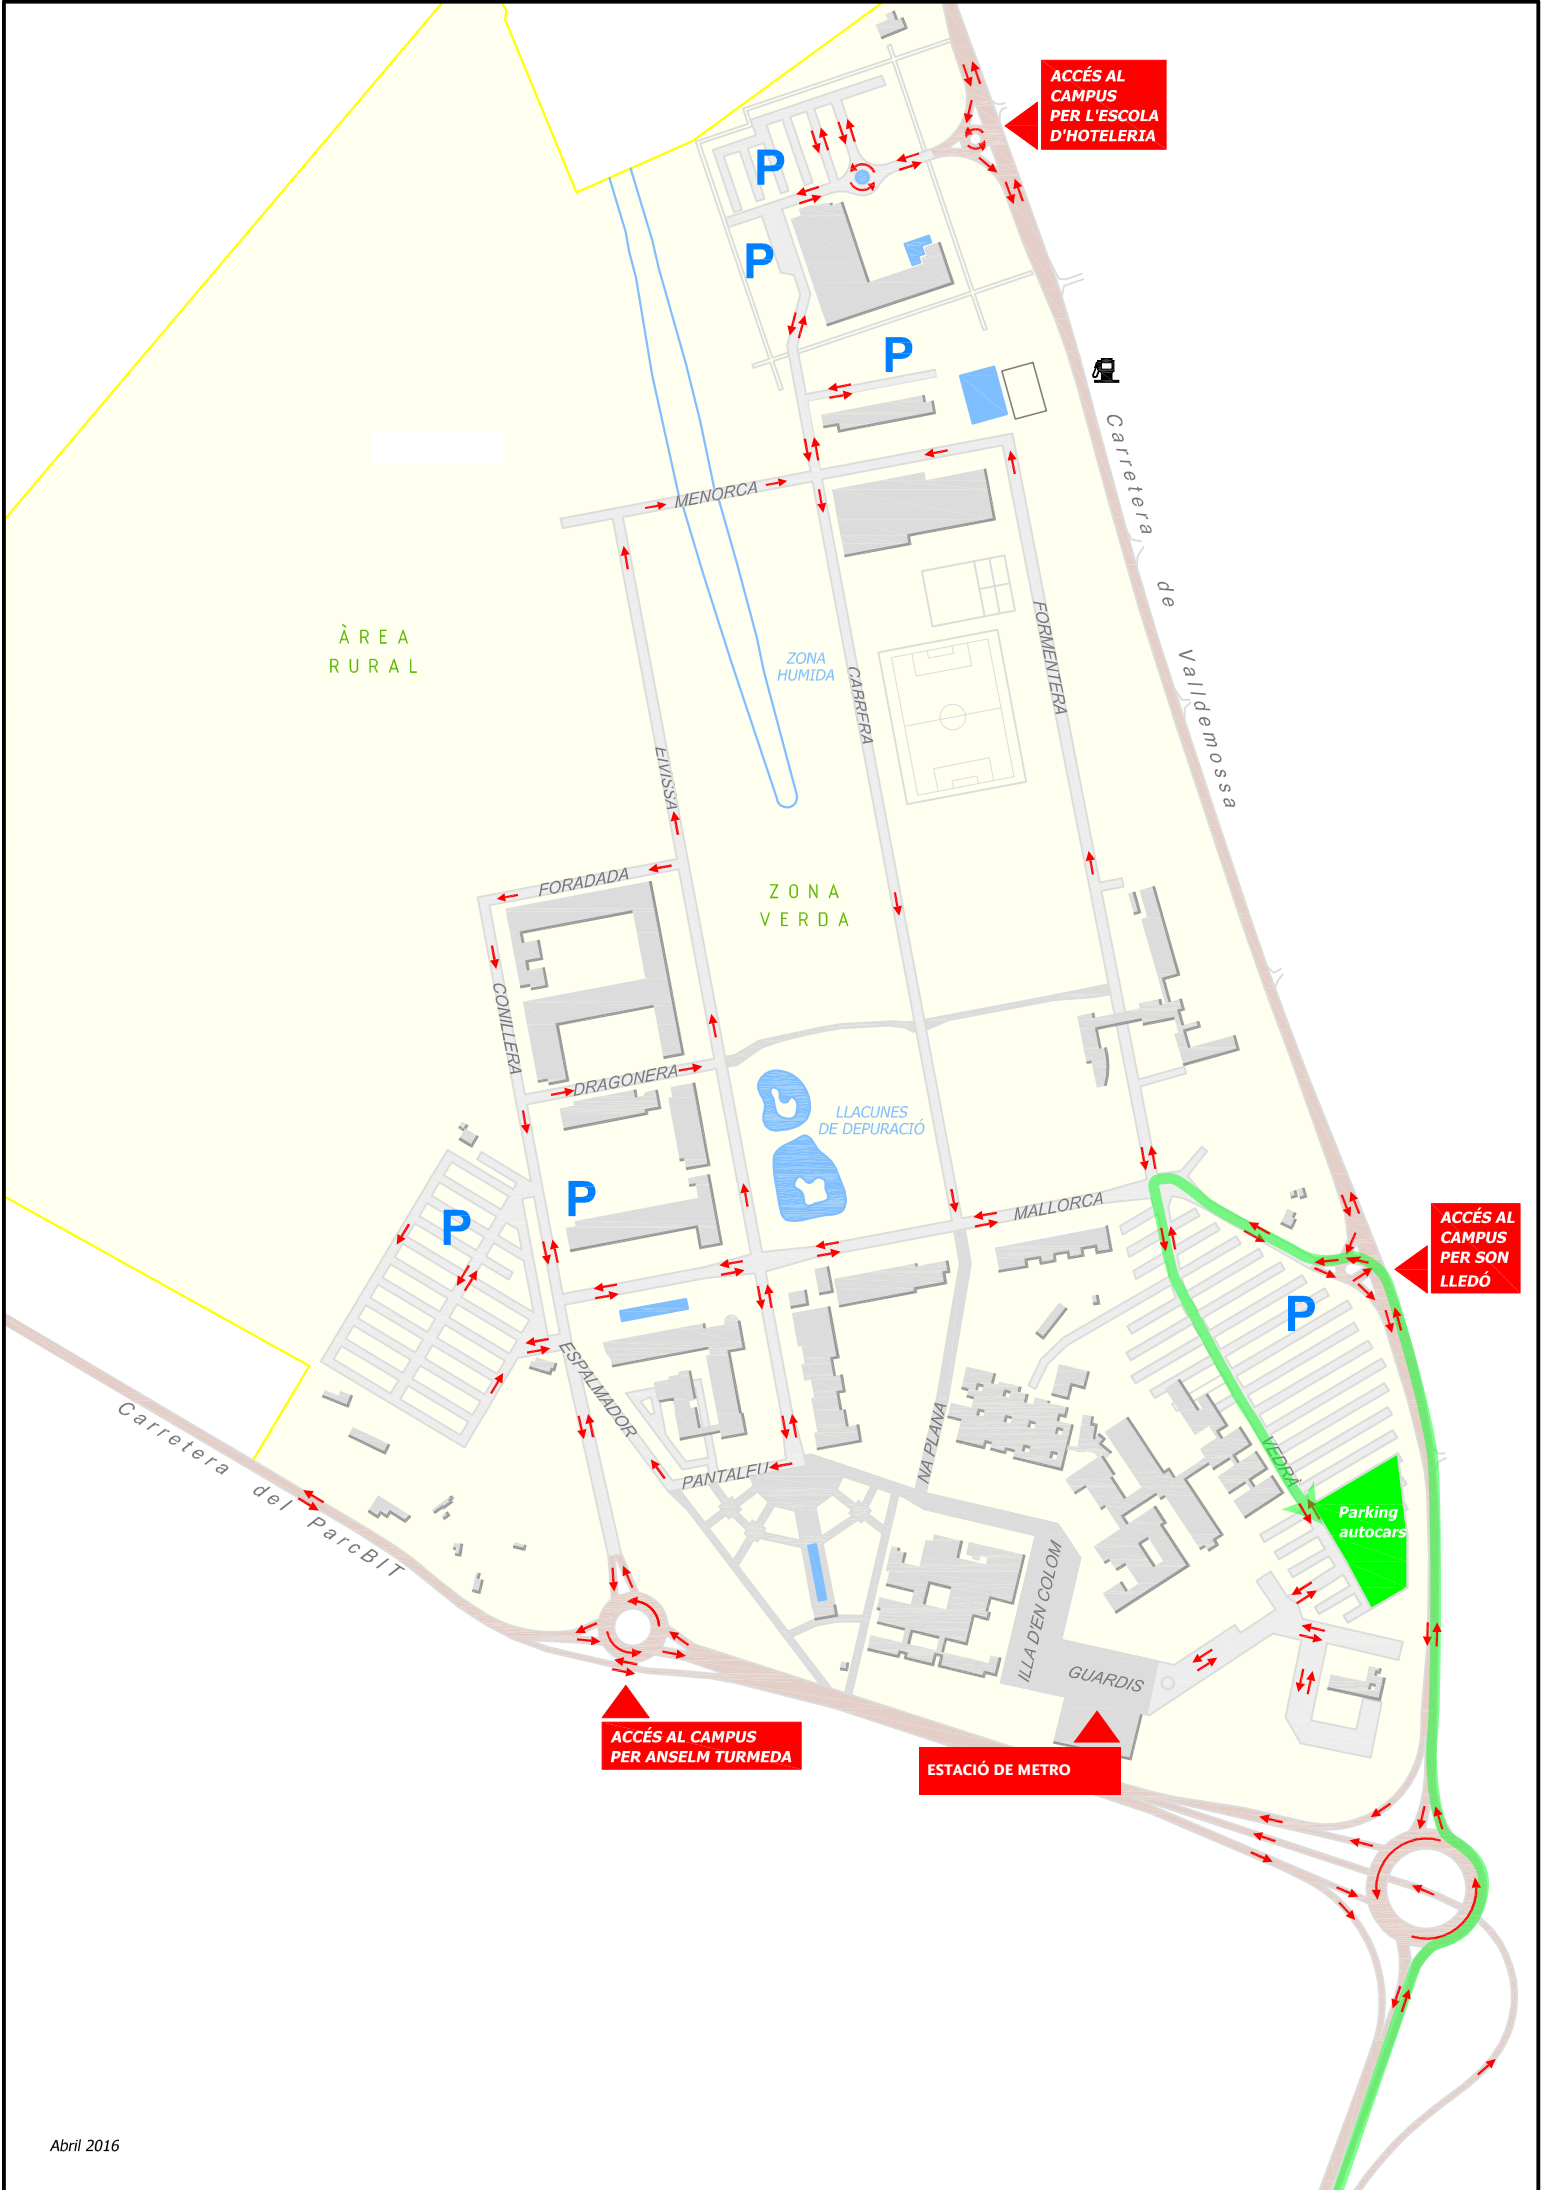 ACCÉS AL
CAMPUS
PER L'ESCOLA
D'HOTELERIA
P
P
P
Carretera de Valldemossa
MENORCA
FORMENTERA
ÀREA
RURAL
ZONA
HUMIDA
CABRERA
EIVISSA
FORADADA
ZONA
VERDA
CONILLERA
DRAGONERA
LLACUNES
DE DEPURACIÓ
P
P
MALLORCA
ACCÉS AL
CAMPUS
PER SON
LLEDÓ
P
ESPALMADOR
Carretera del ParcBIT
PANTALEU
NA PLANA
VEDRÀ
Parking
autocars
ILLA D'EN COLOM
GUARDIS
ACCÉS AL CAMPUS
PER ANSELM TURMEDA
ESTACIÓ DE METRO
Abril 2016